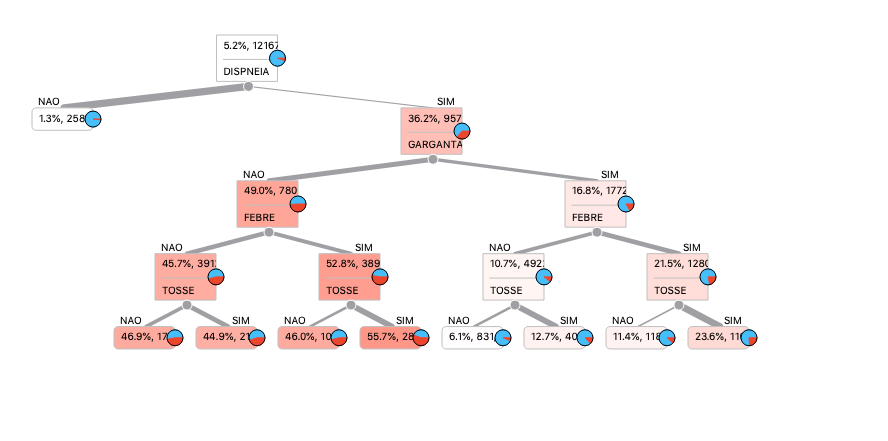 5.2%, 12167
DISPNEIA
NAO
SIM
1.3%, 258
36.2%, 957
GARGANTA
NAO
SIM
49.0%, 780
16.8%, 1772
FEBRE
FEBRE
NAO
SIM
NAO
SIM
45.7%, 391
52.8%, 389
10.7%, 492
21.5%, 1280
TOSSE
TOSSE
TOSSE
TOSSE
NAO
SIM
NAO
SIM
NAO
SIM
NAO
SIM
46.9%, 17
44.9%, 21
46.0%, 10
55.7%, 28
6.1%, 831,
12.7%, 40
11.4%, 118
23.6%, 110